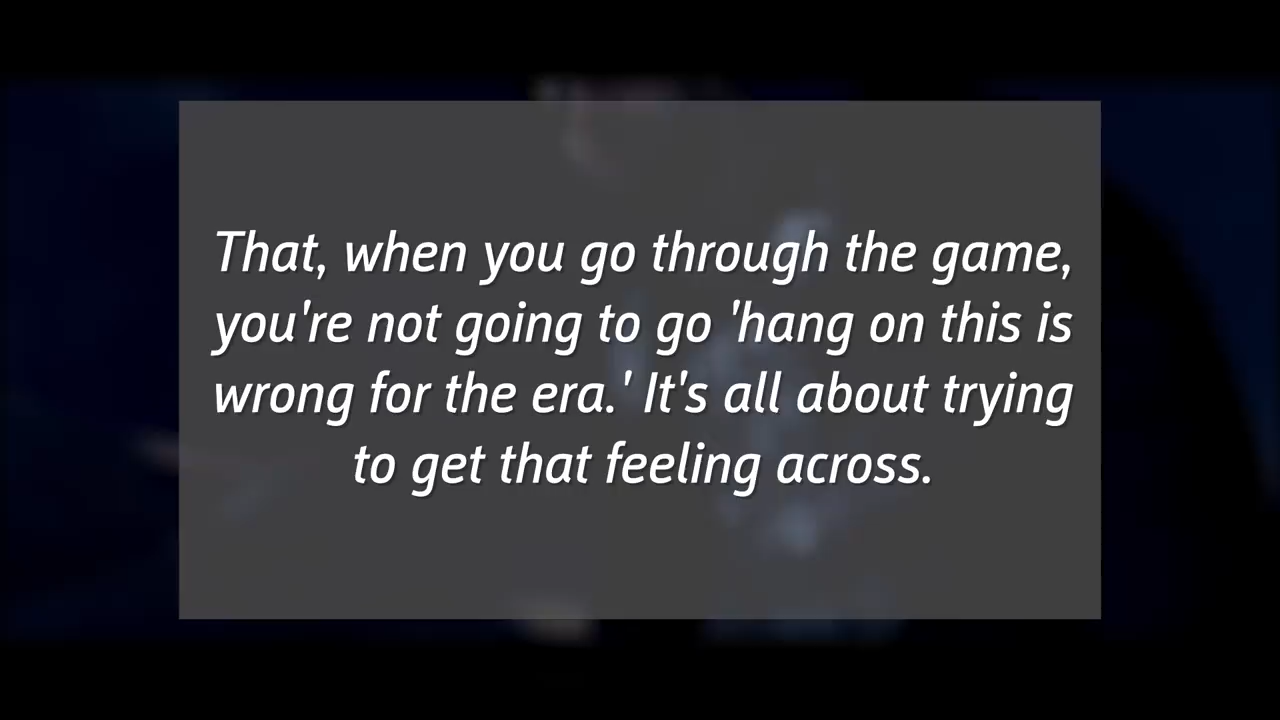 That, when you go through the game,
you're not going to go 'hang on this is
wrong for the era.' It's all about trying
to get that feeling across.